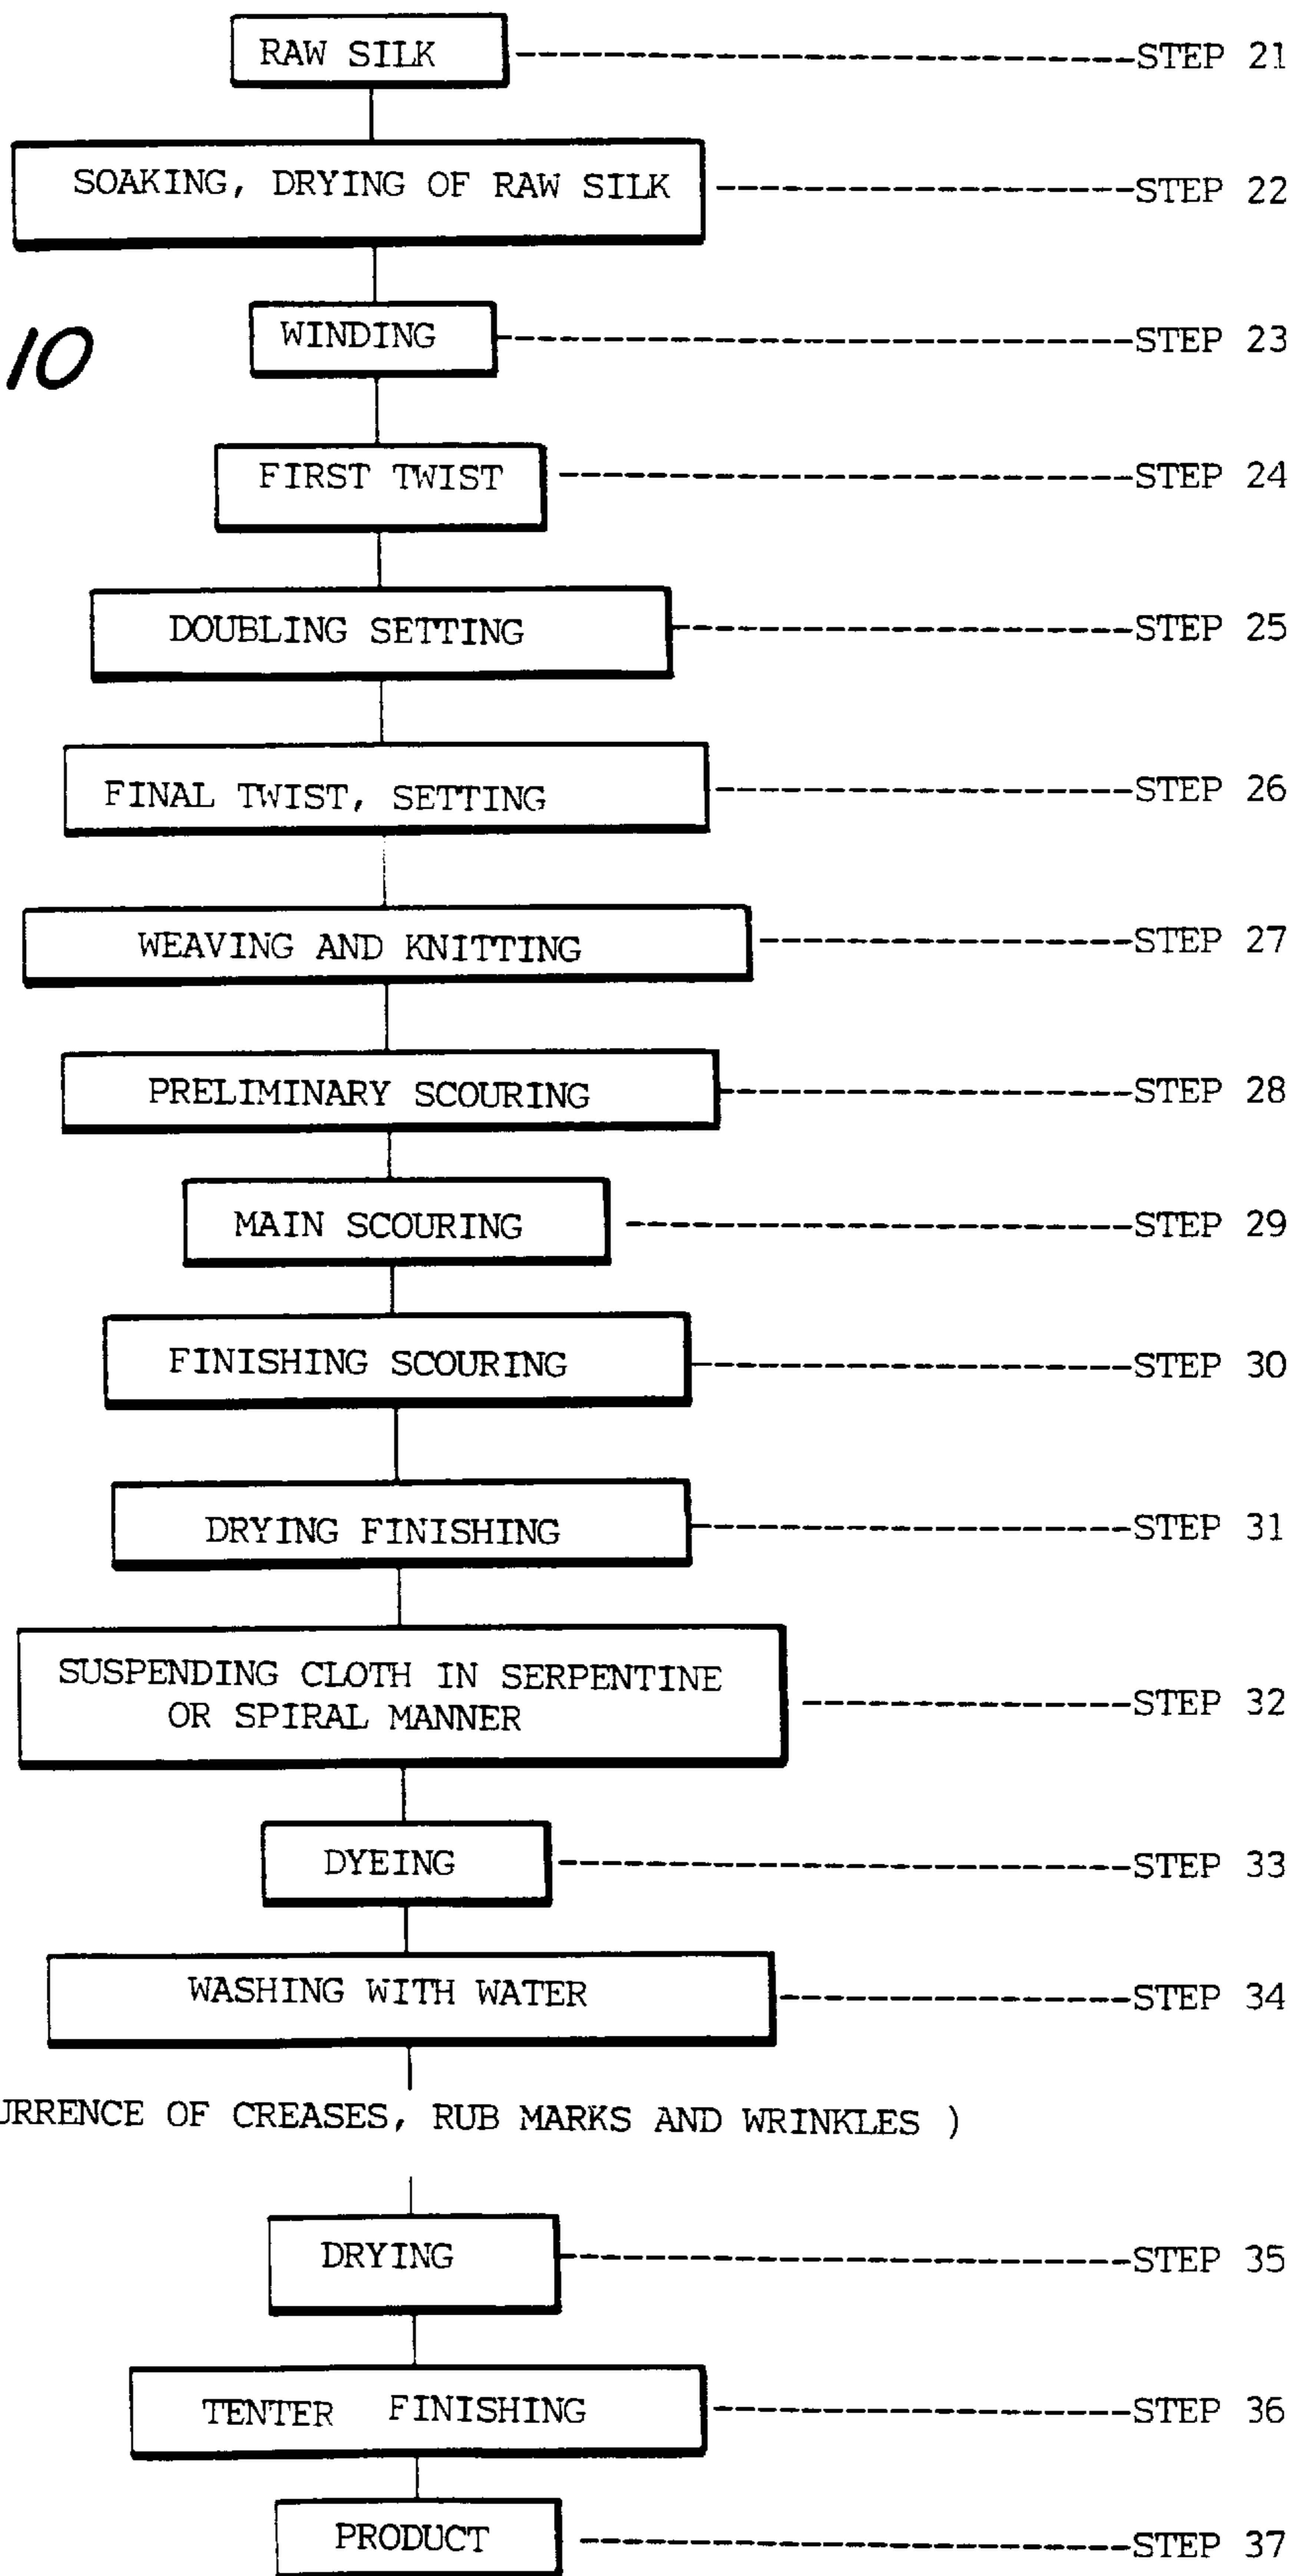 RAW SILK STEP 21
SOAKING, DRYING OF RAW SILK STEP 22
10
WINDING STEP 23
FIRST TWIST STEP 24
DOUBLING SETTING STEP 25
FINAL TWIST, SETTING STEP 26
WEAVING AND KNITTING STEP 27
PRELIMINARY SCOURING STEP 28
MAIN SCOURING STEP 29
FINISHING SCOURING STEP 30
DRYING FINISHING STEP 31
SUSPENDING CLOTH IN SERPENTINE
OR SPIRAL MANNER STEP 32
DYEING STEP 33
WASHING WITH WATER STEP 34
OF CREASES, RUB MARKS AND WRINKLES )
DRYING STEP 35
TENTER FINISHING STEP 36
PRODUCT STEP 37